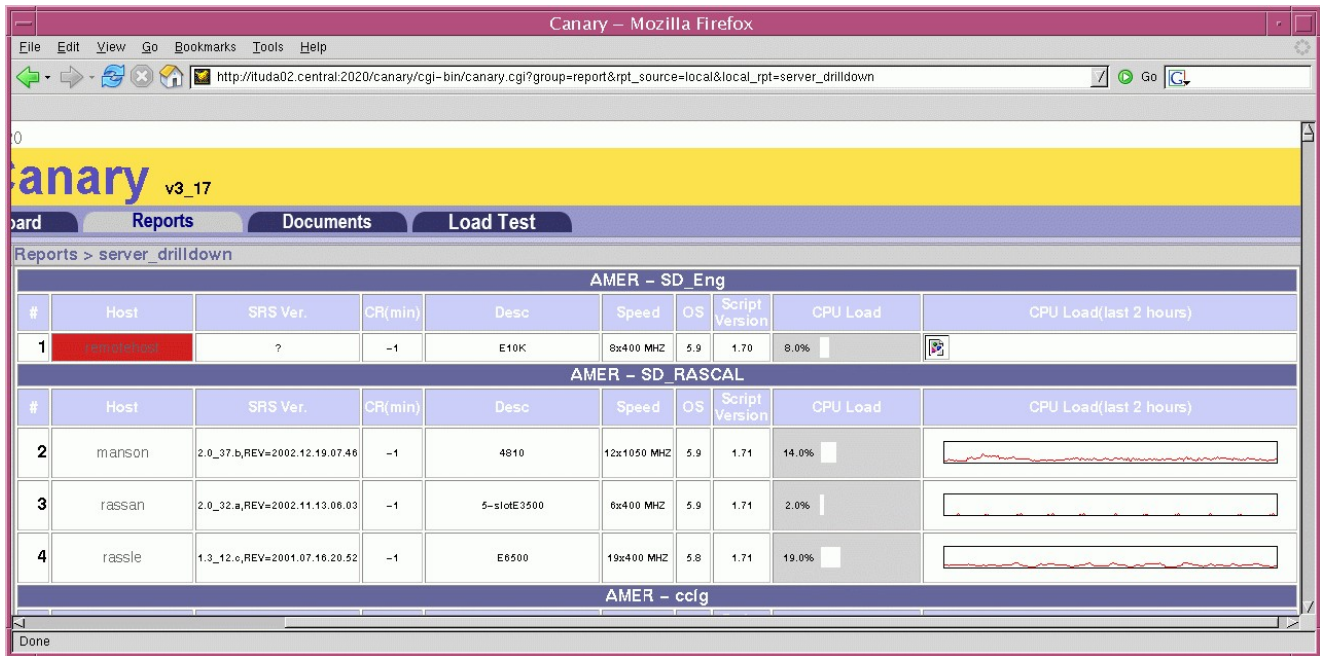 Canary – Mozilla Firefox
File Edit View Go Bookmarks Tools Help
http://ituda02.central:2020/canary/cgi-bin/canary.cgi?group=report&rpt_source=local&local_rpt=server_drilldown Go G
20
Canary v3_17
oard Reports Documents Load Test
Reports > server_drilldown
AMER – SD_Eng
# Host SRS Ver. CR(min) Desc Speed OS Script Version CPU Load CPU Load(last 2 hours)
1 remotehost ? -1 E10K 8x400 MHZ 5.9 1.70 8.0%
AMER – SD_RASCAL
# Host SRS Ver. CR(min) Desc Speed OS Script Version CPU Load CPU Load(last 2 hours)
2 manson 2.0_37.b,REV=2002.12.19.07.46 -1 4810 12x1050 MHZ 5.9 1.71 14.0%
3 rassan 2.0_32.a,REV=2002.11.13.06.03 -1 5-slotE3500 6x400 MHZ 5.9 1.71 2.0%
4 rassle 1.3_12.c,REV=2001.07.16.20.52 -1 E6500 19x400 MHZ 5.8 1.71 19.0%
AMER – ccfg
Done